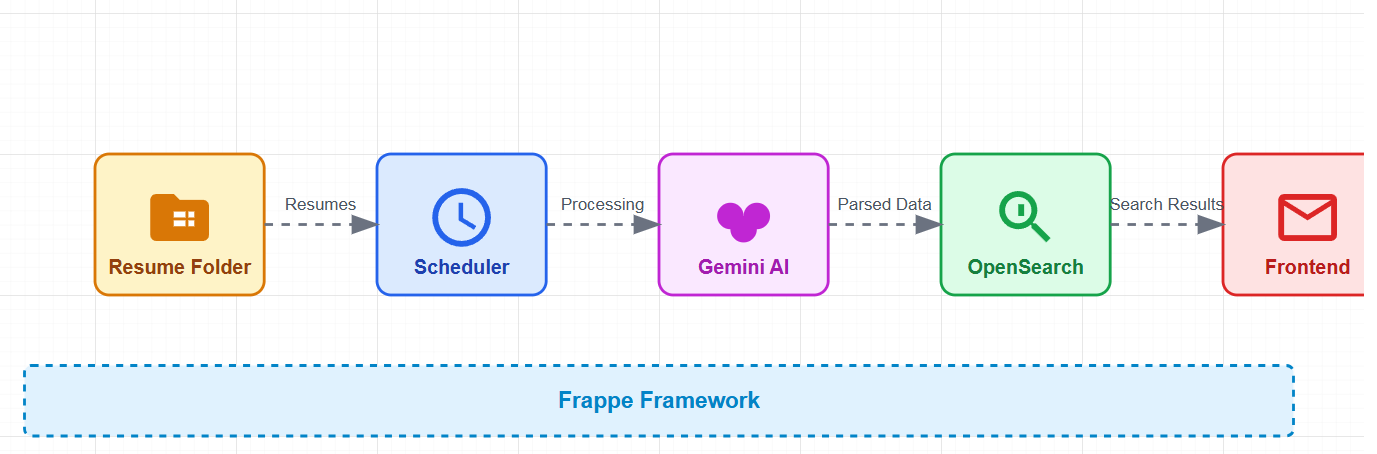 Resumes
Processing
Parsed Data
Search Results
Resume Folder
Scheduler
Gemini AI
OpenSearch
Frontend
Frappe Framework